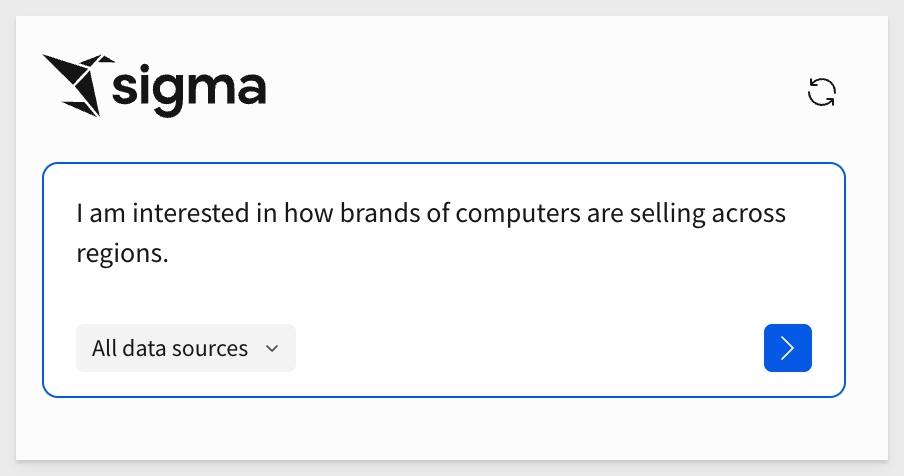 sigma
I am interested in how brands of computers are selling across
regions.
All data sources